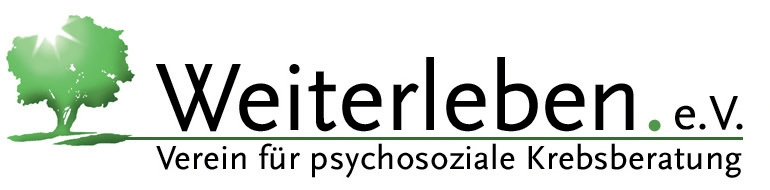 Weiterleben. e.V.
Verein für psychosoziale Krebsberatung